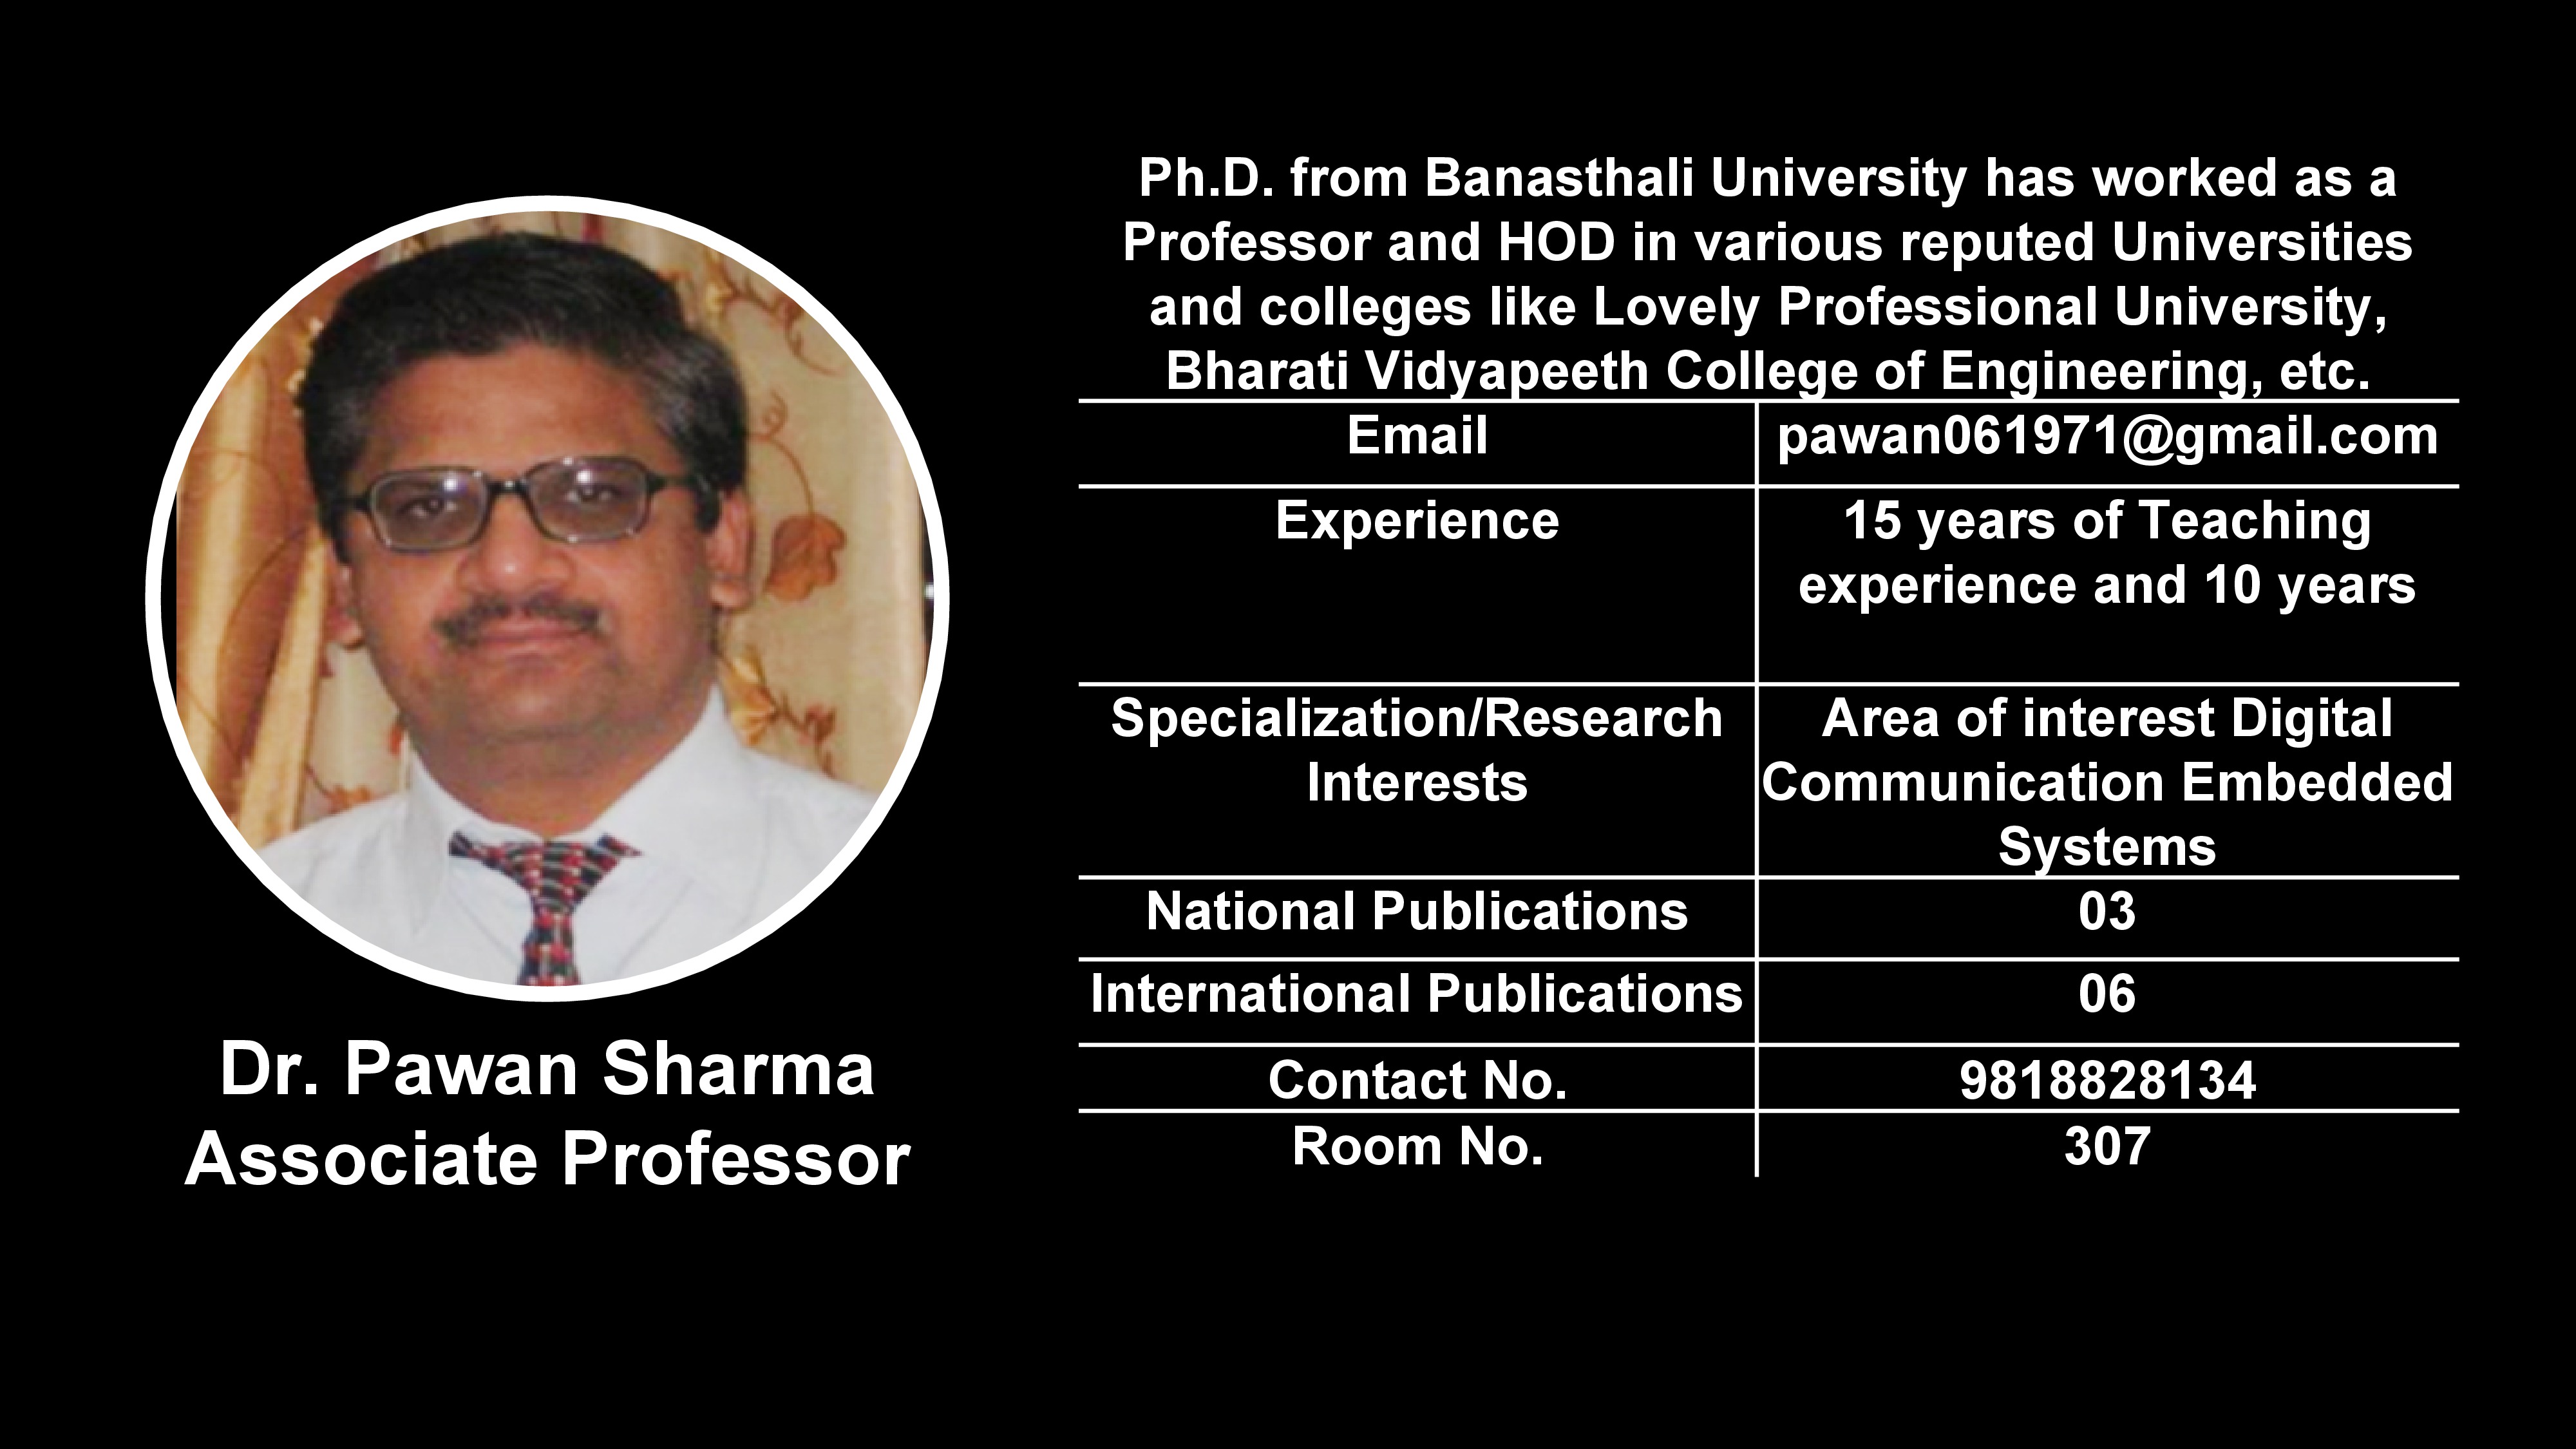 Ph.D. from Banasthali University has worked as a
Professor and HOD in various reputed Universities
and colleges like Lovely Professional University,
Bharati Vidyapeeth College of Engineering, etc.
Email pawan061971@gmail.com
Experience 15 years of Teaching
experience and 10 years
Specialization/Research Area of interest Digital
Interests Communication Embedded
Systems
National Publications 03
International Publications 06
Contact No. 9818828134
Room No. 307
Dr. Pawan Sharma
Associate Professor